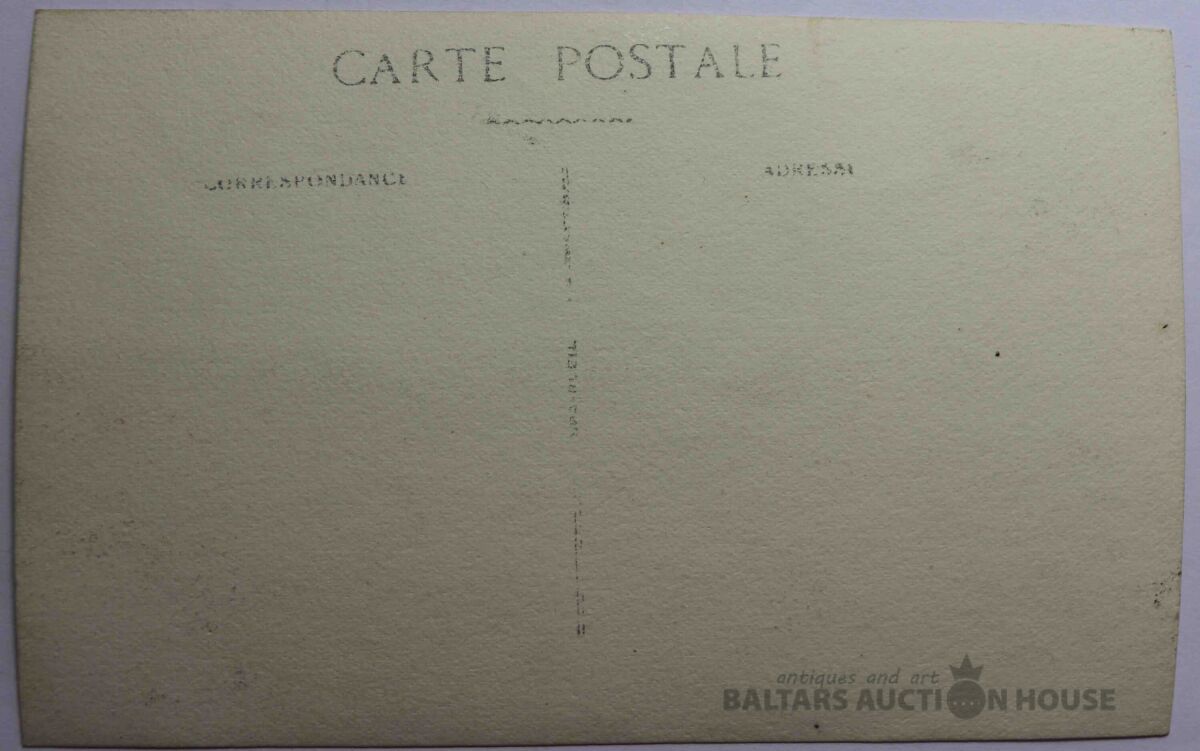 CARTE POSTALE
CORRESPONDANCE
ADRESSE
antiques and art
BALTARS AUCTION HOUSE